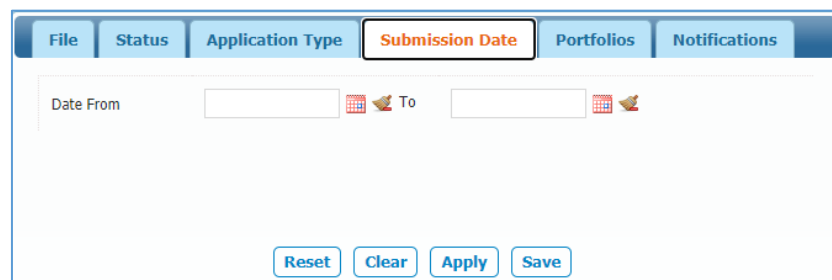 File Status Application Type Submission Date Portfolios Notifications
Date From To
Reset Clear Apply Save